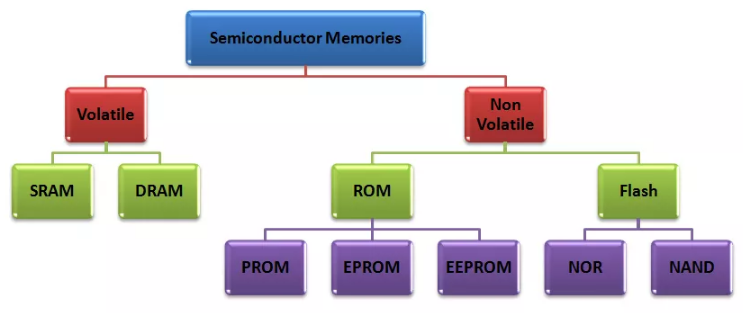 Semiconductor Memories
Volatile
Non
Volatile
SRAM
DRAM
ROM
Flash
PROM
EPROM
EEPROM
NOR
NAND